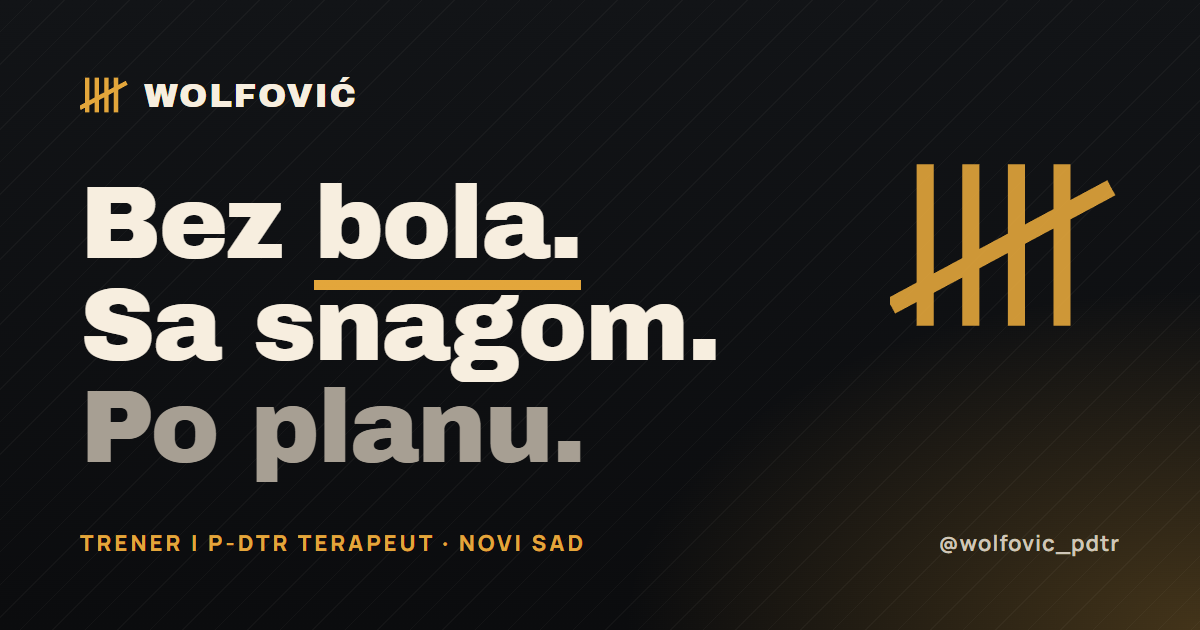 WOLFOVIĆ
Bez bola.
Sa snagom.
Po planu.
TRENER I P-DTR TERAPEUT · NOVI SAD
@wolfovic_pdtr